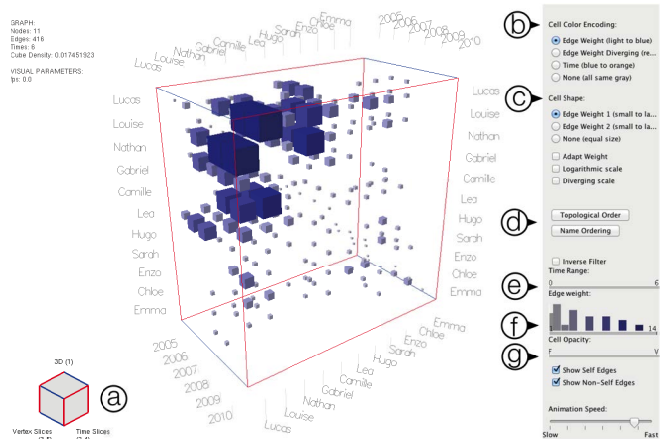 GRAPH:
Nodes: 11
Edges: 416
Times: 6
Cube Density: 0.017451923
VISUAL PARAMETERS:
fps: 0.0
Lucas
Louise
Nathan
Gabriel
Camille
Lea
Hugo
Sarah
Enzo
Chloe
Emma
2005
2006
2007
2008
2009
2010
Lucas
Louise
Nathan
Gabriel
Camille
Lea
Hugo
Sarah
Enzo
Chloe
Emma
Lucas
Louise
Nathan
Gabriel
Camille
Lea
Hugo
Sarah
Enzo
Chloe
Emma
2005
2006
2007
2008
2009
2010
Lucas
Louise
Nathan
Gabriel
Camille
Lea
Hugo
Sarah
Enzo
Chloe
Emma
3D (1)
Vertex Slices
Time Slices
a
b
Cell Color Encoding:
Edge Weight (light to blue)
Edge Weight Diverging (re...
Time (blue to orange)
None (all same gray)
c
Cell Shape:
Edge Weight 1 (small to la...
Edge Weight 2 (small to la...
None (equal size)
Adapt Weight
Logarithmic scale
Diverging scale
d
Topological Order
Name Ordering
Inverse Filter
Time Range:
e
0 6
Edge weight:
f
1 14
Cell Opacity:
g
F V
Show Self Edges
Show Non-Self Edges
Animation Speed:
Slow Fast